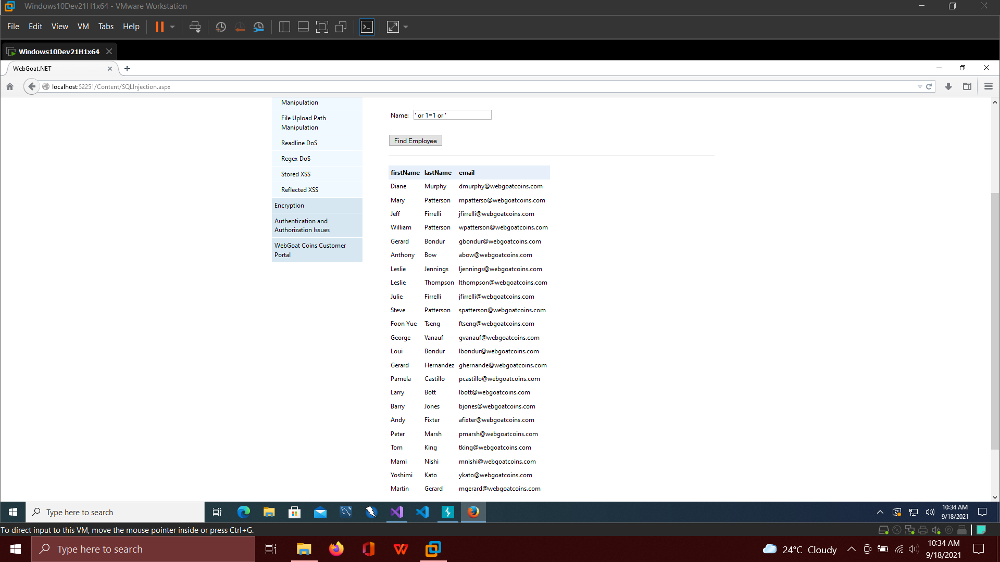 Windows10Dev21H1x64 - VMware Workstation
File Edit View VM Tabs Help
Windows10Dev21H1x64
WebGoat.NET
localhost:52251/Content/SQLInjection.aspx
Manipulation
File Upload Path
Manipulation
Readline DoS
Regex DoS
Stored XSS
Reflected XSS
Encryption
Authentication and
Authorization Issues
WebGoat Coins Customer
Portal
Name: ' or 1=1 or '
Find Employee
firstName lastName email
Diane Murphy dmurphy@webgoatcoins.com
Mary Patterson mpatterso@webgoatcoins.com
Jeff Firrelli jfirrelli@webgoatcoins.com
William Patterson wpatterson@webgoatcoins.com
Gerard Bondur gbondur@webgoatcoins.com
Anthony Bow abow@webgoatcoins.com
Leslie Jennings ljennings@webgoatcoins.com
Leslie Thompson lthompson@webgoatcoins.com
Julie Firrelli jfirrelli@webgoatcoins.com
Steve Patterson spatterson@webgoatcoins.com
Foon Yue Tseng ftseng@webgoatcoins.com
George Vanauf gvanauf@webgoatcoins.com
Loui Bondur lbondur@webgoatcoins.com
Gerard Hernandez ghernande@webgoatcoins.com
Pamela Castillo pcastillo@webgoatcoins.com
Larry Bott lbott@webgoatcoins.com
Barry Jones bjones@webgoatcoins.com
Andy Fixter afixter@webgoatcoins.com
Peter Marsh pmarsh@webgoatcoins.com
Tom King tking@webgoatcoins.com
Mami Nishi mnishi@webgoatcoins.com
Yoshimi Kato ykato@webgoatcoins.com
Martin Gerard mgerard@webgoatcoins.com
Type here to search
10:34 AM
9/18/2021
To direct input to this VM, move the mouse pointer inside or press Ctrl+G.
Type here to search
24°C Cloudy
10:34 AM
9/18/2021